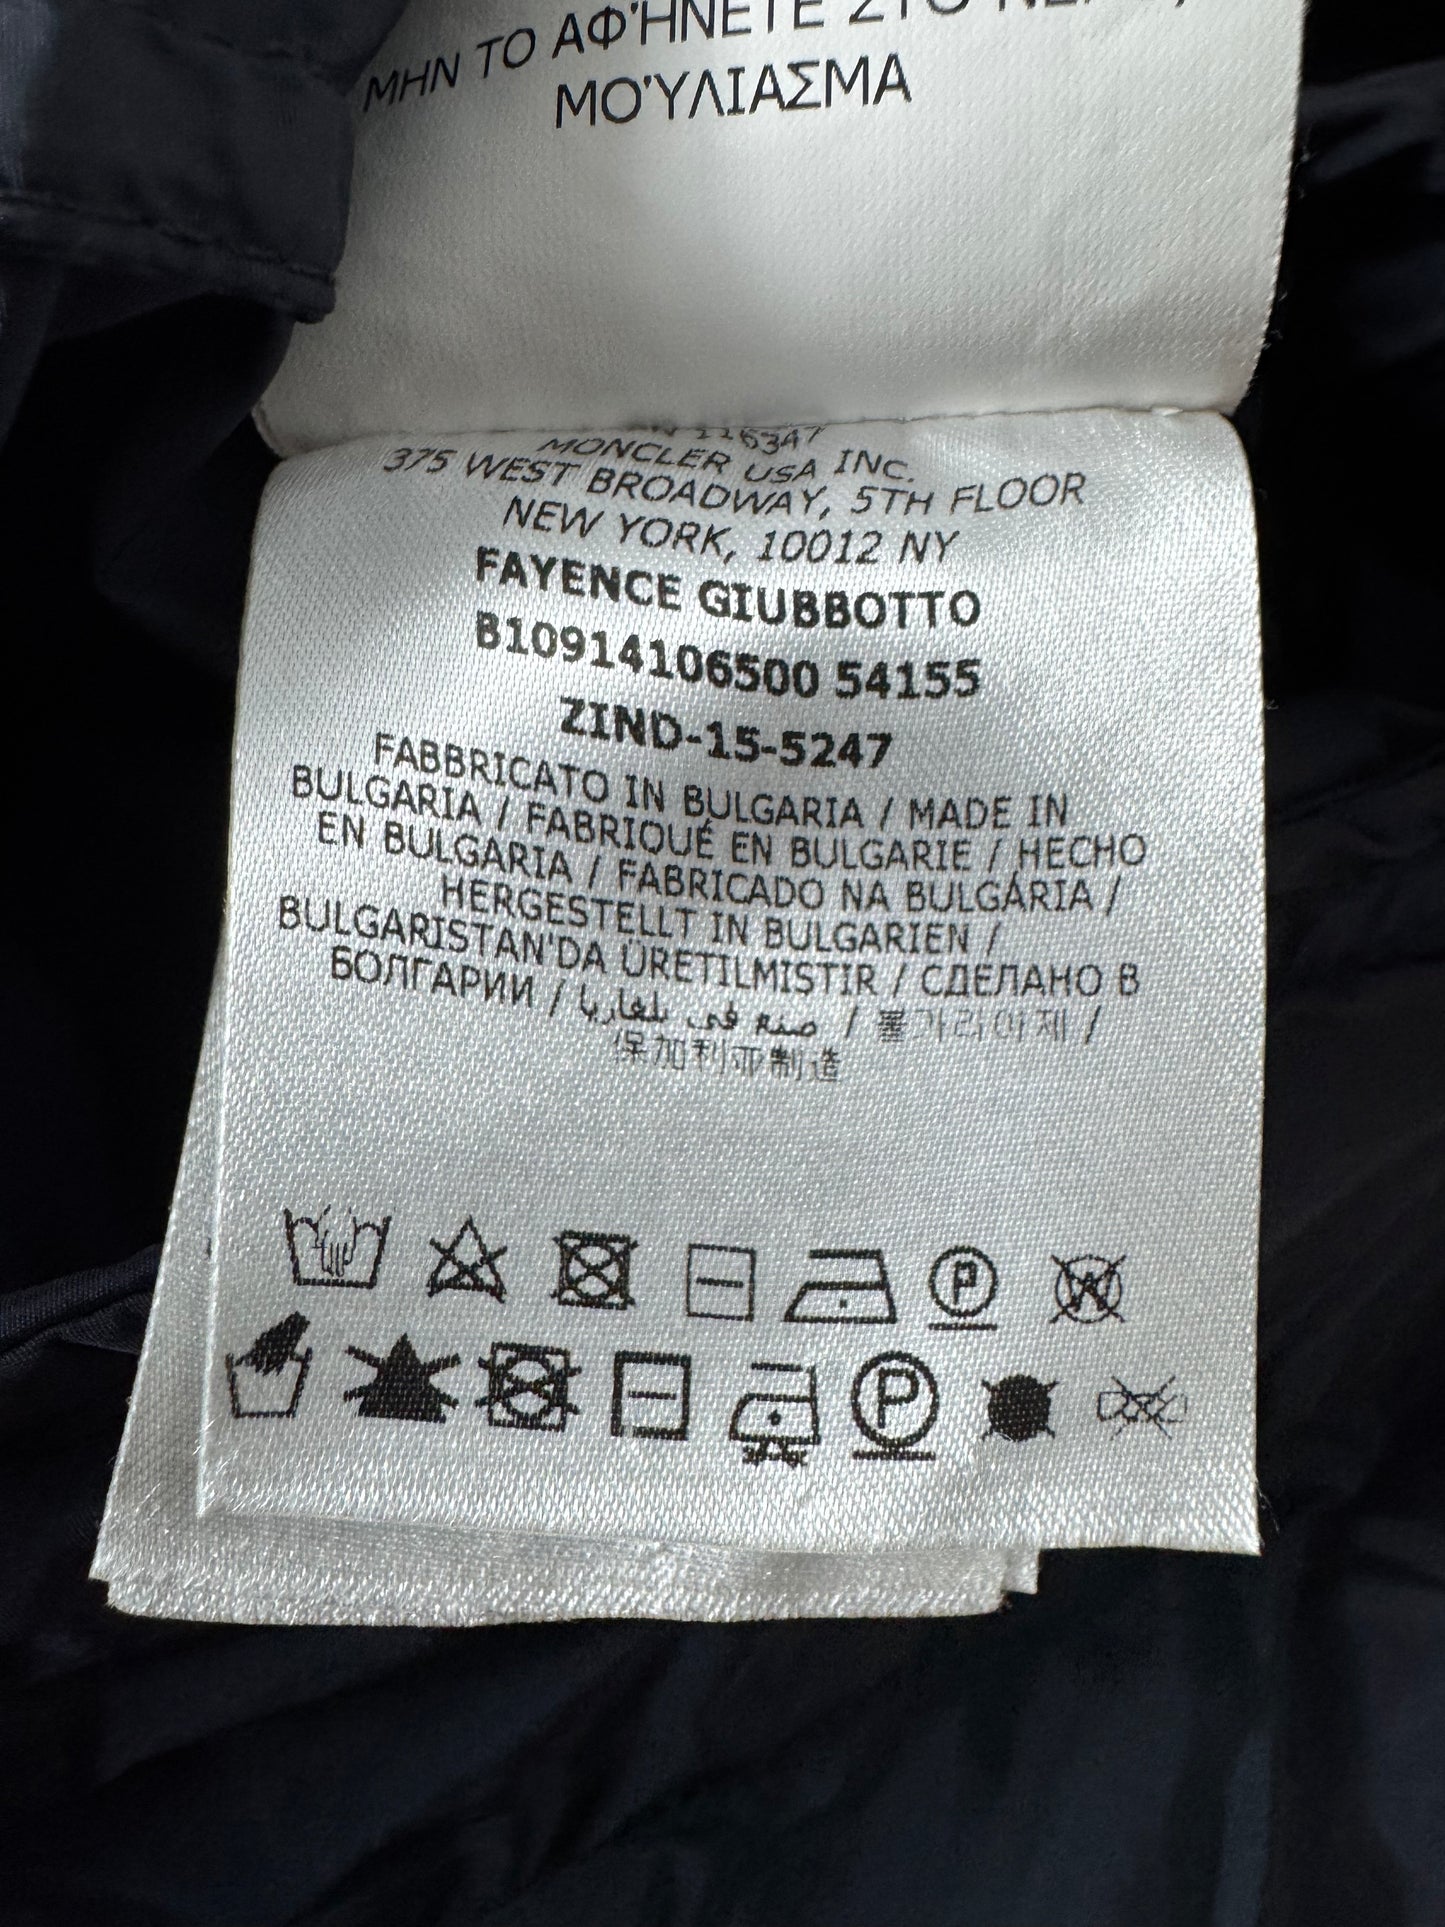 ΜΗΝ ΤΟ ΑΦΉΝΕΤΕ ΣΤΟ
ΜΟΎΛΙΑΣΜΑ
116347
MONCLER USA INC.
375 WEST BROADWAY, 5TH FLOOR
NEW YORK, 10012 NY
FAYENCE GIUBBOTTO
B10914106500 54155
ZIND-15-5247
FABBRICATO IN BULGARIA / MADE IN
BULGARIA / FABRIQUÉ EN BULGARIE / HECHO
EN BULGARIA / FABRICADO NA BULGÁRIA /
HERGESTELLT IN BULGARIEN /
BULGARISTAN'DA ÜRETILMISTIR / СДЕЛАНО В
БОЛГАРИИ / صنع في بلغاريا / 불가리아제 /
保加利亚制造
P W
P